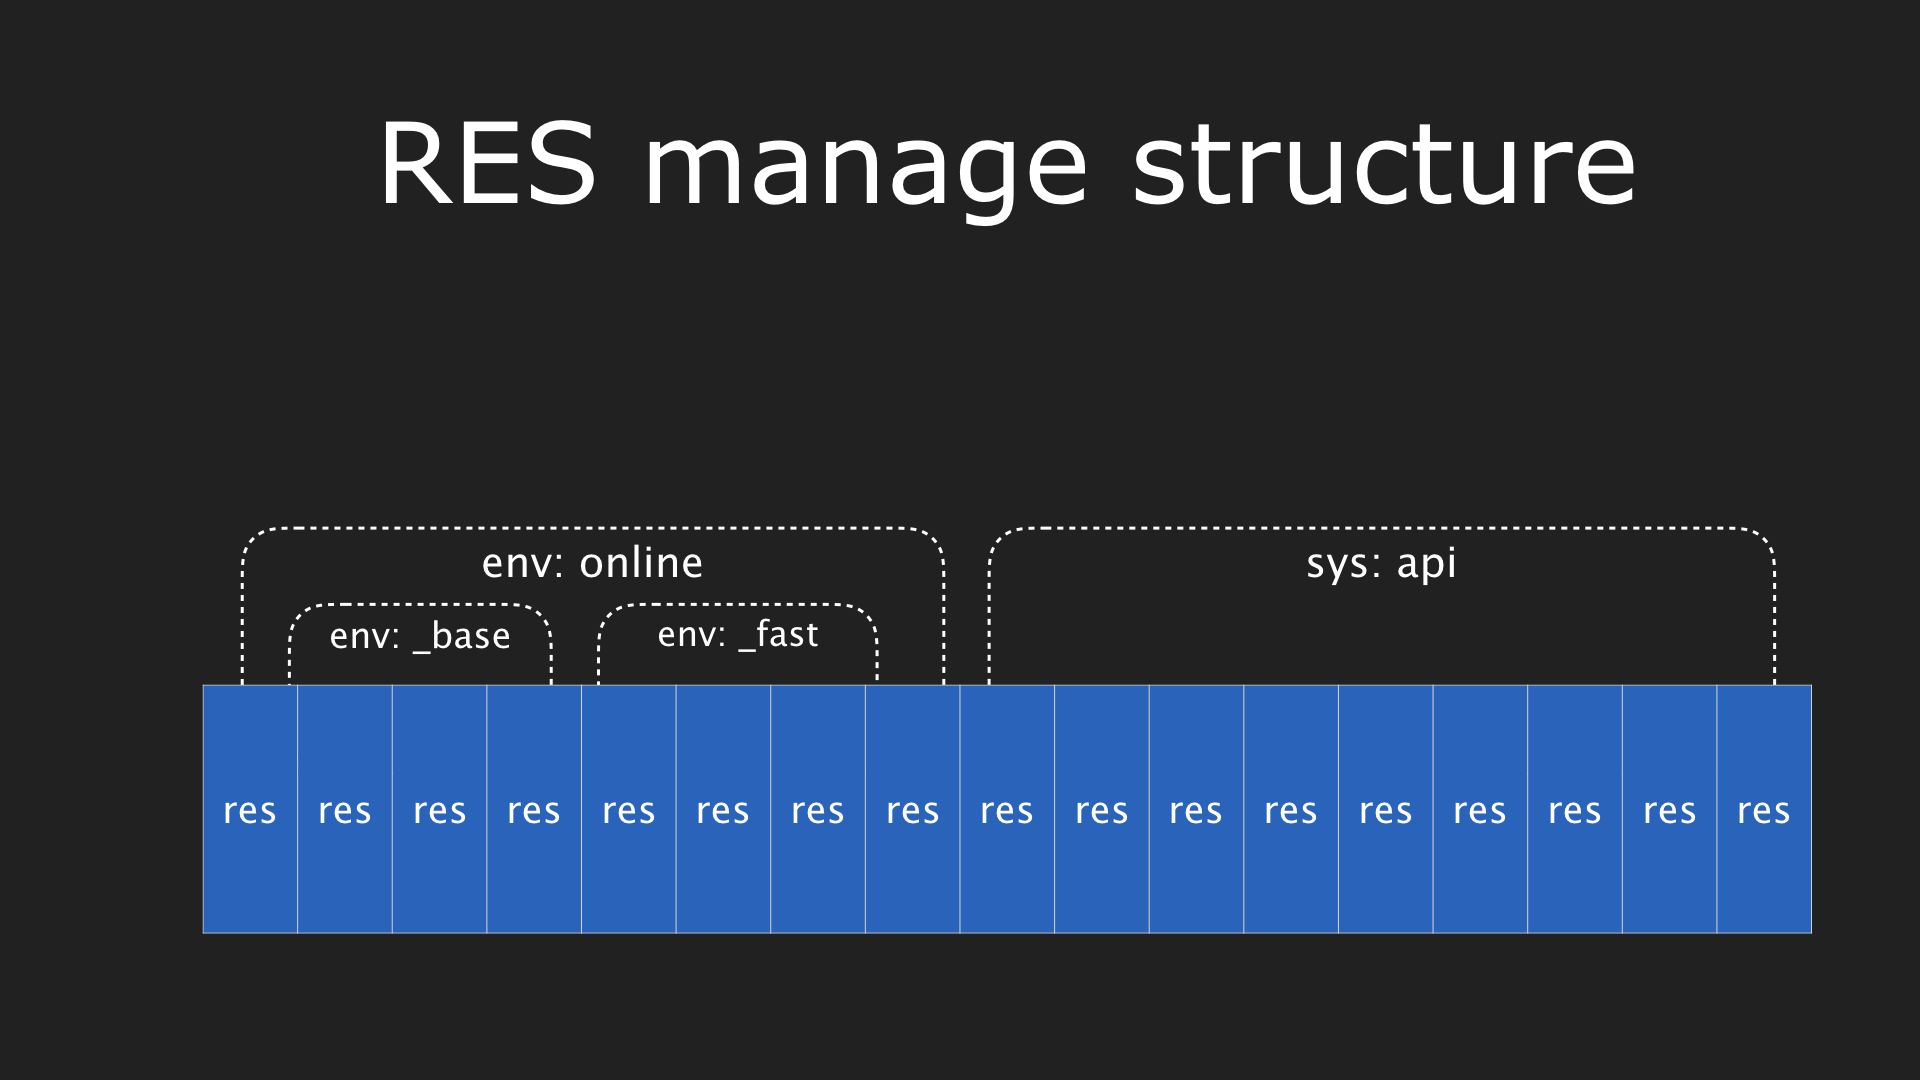 RES manage structure
env: online
sys: api
env: _base
env: _fast
res res res res res res res res res res res res res res res res res